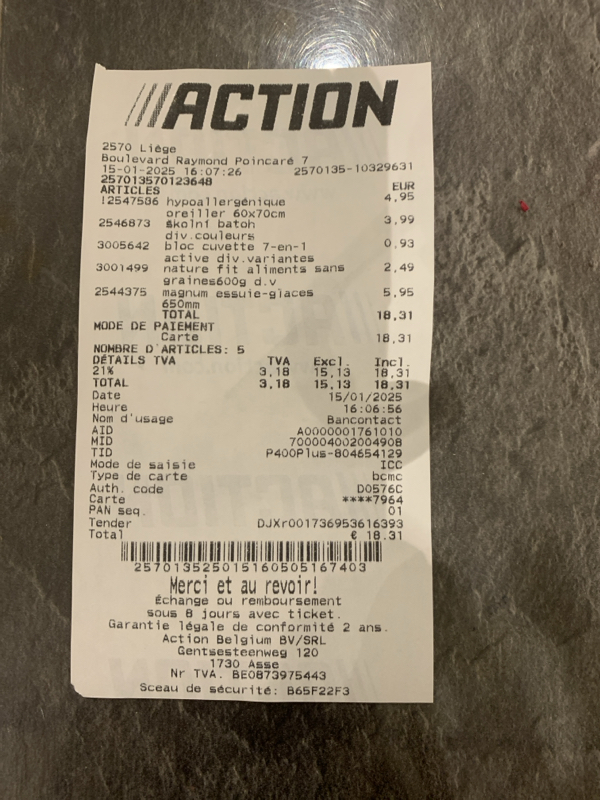 ACTION
2570 Liège
Boulevard Raymond Poincaré 7
15-01-2025 16:07:26 2570135-10329631
257013570123648
ARTICLES EUR
!2547586 hypoallergénique 4,95
oreiller 60x70cm
2546873 školní batoh 3,99
div.couleurs
3005642 bloc cuvette 7-en-1 0,93
active div.variantes
3001499 nature fit aliments sans 2,49
graines600g d.v
2544375 magnum essuie-glaces 5,95
650mm
TOTAL 18,31
MODE DE PAIEMENT
Carte 18,31
NOMBRE D'ARTICLES: 5
DÉTAILS TVA TVA Excl. Incl.
21% 3,18 15,13 18,31
TOTAL 3,18 15,13 18,31
Date 15/01/2025
Heure 16:06:56
Nom d'usage Bancontact
AID A0000001761010
MID 700004002004908
TID P400Plus-804654129
Mode de saisie ICC
Type de carte bcmc
Auth. code D0576C
Carte ****7964
PAN seq. 01
Tender DJXr001736953616393
Total € 18.31
2570135250151606505167403
Merci et au revoir!
Échange ou remboursement
sous 8 jours avec ticket.
Garantie légale de conformité 2 ans.
Action Belgium BV/SRL
Gentsesteenweg 120
1730 Asse
Nr TVA. BE0873975443
Sceau de sécurité: B65F22F3